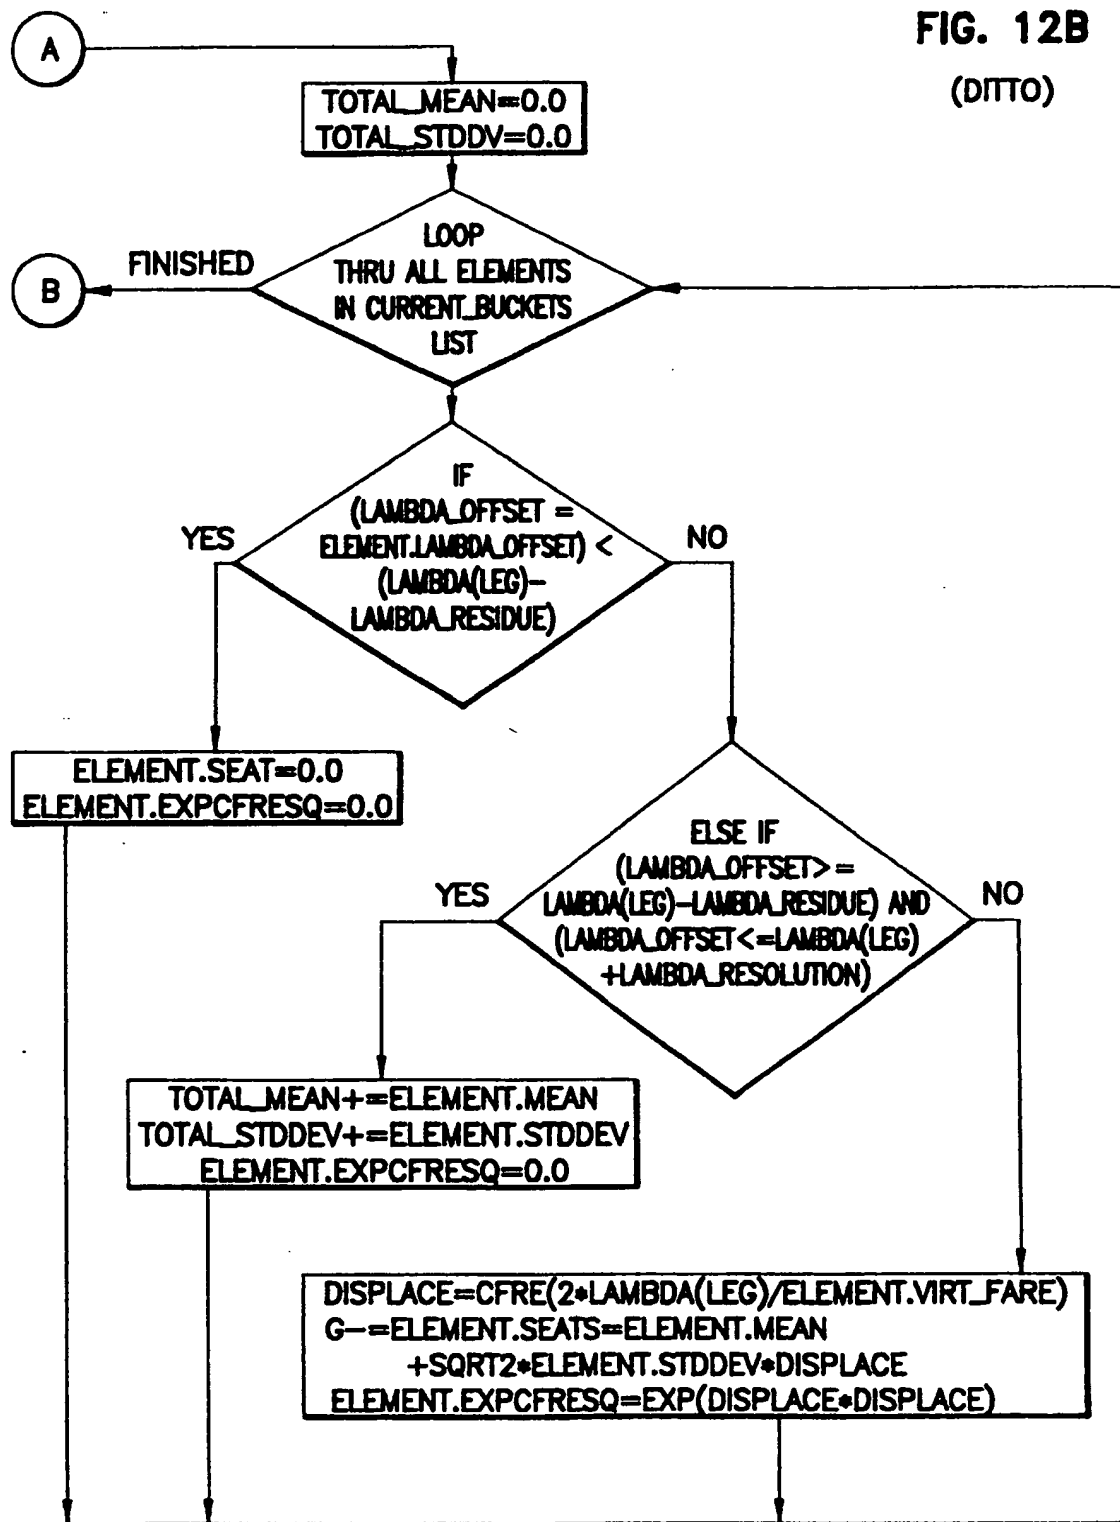 FIG. 12B
(DITTO)
A
TOTAL_MEAN=0.0
TOTAL_STDDV=0.0
LOOP
THRU ALL ELEMENTS
IN CURRENT_BUCKETS
LIST
FINISHED
B
IF
(LAMBDA_OFFSET =
ELEMENT.LAMBDA_OFFSET) <
(LAMBDA(LEG)-
LAMBDA_RESIDUE)
YES
NO
ELEMENT.SEAT=0.0
ELEMENT.EXPCFRESQ=0.0
ELSE IF
(LAMBDA_OFFSET>=
LAMBDA(LEG)-LAMBDA_RESIDUE) AND
(LAMBDA_OFFSET<=LAMBDA(LEG)
+LAMBDA_RESOLUTION)
YES
NO
TOTAL_MEAN+=ELEMENT.MEAN
TOTAL_STDDEV+=ELEMENT.STDDEV
ELEMENT.EXPCFRESQ=0.0
DISPLACE=CFRE(2*LAMBDA(LEG)/ELEMENT.VIRT_FARE)
G-=ELEMENT.SEATS=ELEMENT.MEAN
+SQRT2*ELEMENT.STDDEV*DISPLACE
ELEMENT.EXPCFRESQ=EXP(DISPLACE*DISPLACE)